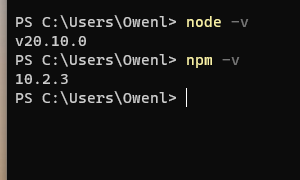 PS C:\Users\Owenl> node -v
v20.10.0
PS C:\Users\Owenl> npm -v
10.2.3
PS C:\Users\Owenl>